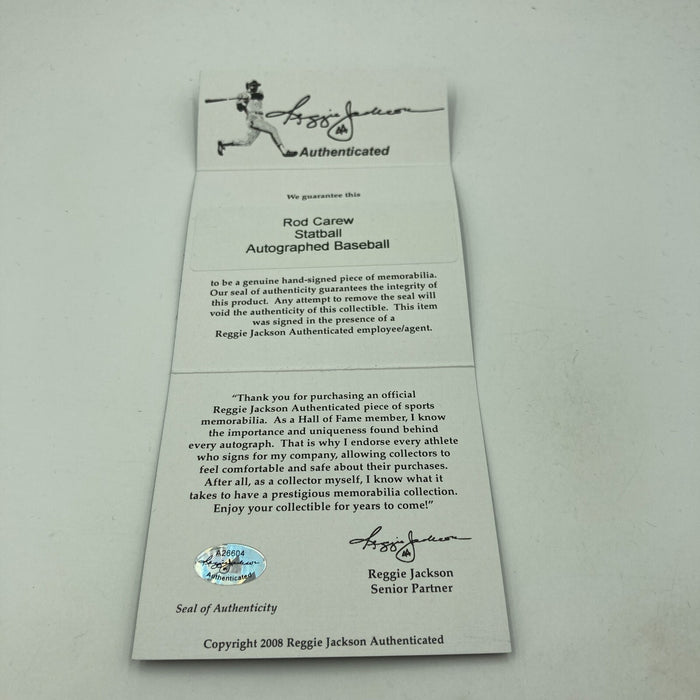 Reggie Jackson
Authenticated
We guarantee this
Rod Carew
Statball
Autographed Baseball
to be a genuine hand-signed piece of memorabilia.
Our seal of authenticity guarantees the integrity of
this product. Any attempt to remove the seal will
void the authenticity of this collectible. This item
was signed in the presence of a
Reggie Jackson Authenticated employee/agent.
“Thank you for purchasing an official
Reggie Jackson Authenticated piece of sports
memorabilia. As a Hall of Fame member, I know
the importance and uniqueness found behind
every autograph. That is why I endorse every athlete
who signs for my company, allowing collectors to
feel comfortable and safe about their purchases.
After all, as a collector myself, I know what it
takes to have a prestigious memorabilia collection.
Enjoy your collectible for years to come!”
Reggie Jackson
Reggie Jackson
Senior Partner
A26604
Reggie Jackson
Authenticated
Seal of Authenticity
Copyright 2008 Reggie Jackson Authenticated